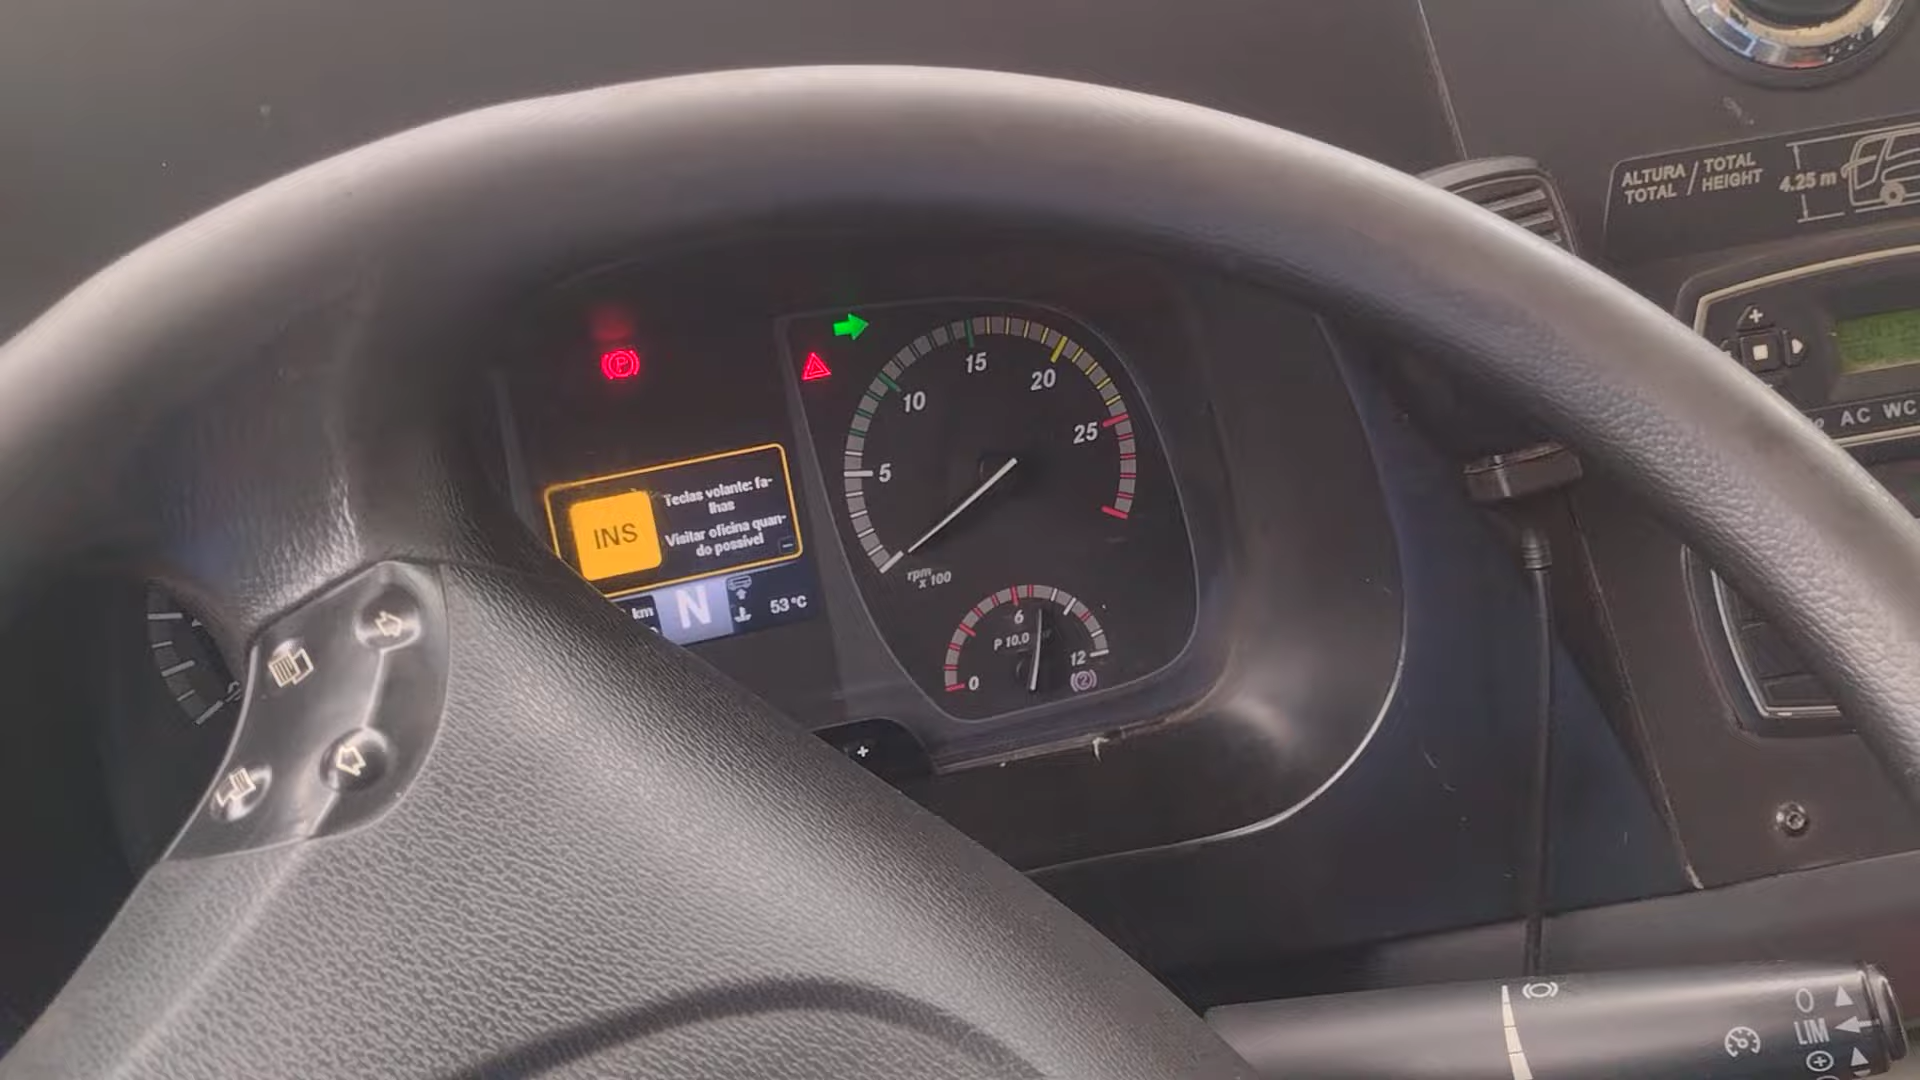 ALTURA / TOTAL
TOTAL / HEIGHT
4.25 m
AC WC
15
20
10
25
5
rpm
x 100
INS
Teclas volante: fa-
lhas
Visitar oficina quan-
do possível
km
N
53 °C
6
P 10.0
12
0
+
0
LIM